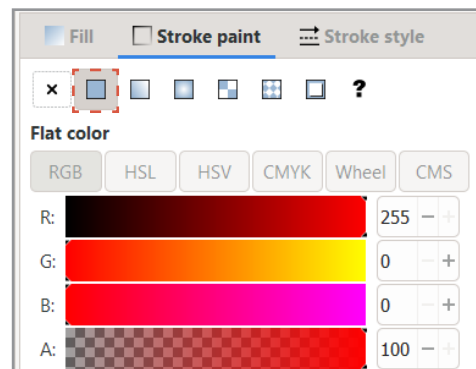 Fill Stroke paint Stroke style
× ?
Flat color
RGB HSL HSV CMYK Wheel CMS
R: 255 − +
G: 0 − +
B: 0 − +
A: 100 − +